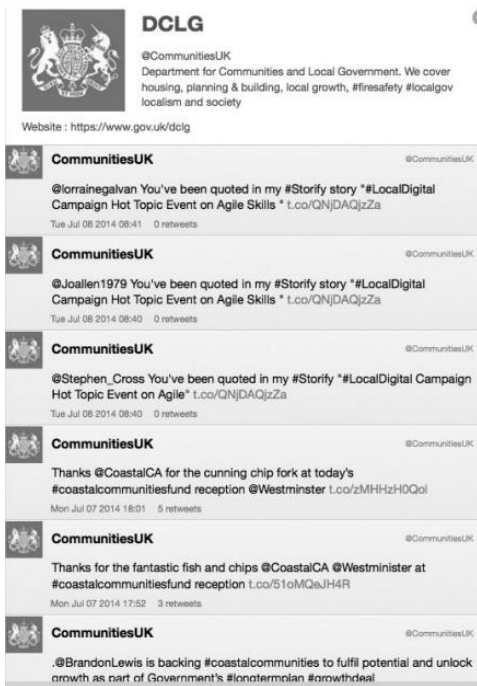 DCLG
@CommunitiesUK
Department for Communities and Local Government. We cover
housing, planning & building, local growth, #firesafety #localgov
localism and society
Website : https://www.gov.uk/dclg
CommunitiesUK @CommunitiesUK
@lorrainegalvan You've been quoted in my #Storify story "#LocalDigital
Campaign Hot Topic Event on Agile Skills " t.co/QNjDAQjzZa
Tue Jul 08 2014 08:41 0 retweets
CommunitiesUK @CommunitiesUK
@Joallen1979 You've been quoted in my #Storify story "#LocalDigital
Campaign Hot Topic Event on Agile Skills " t.co/QNjDAQjzZa
Tue Jul 08 2014 08:40 0 retweets
CommunitiesUK @CommunitiesUK
@Stephen_Cross You've been quoted in my #Storify "#LocalDigital Campaign
Hot Topic Event on Agile" t.co/QNjDAQjzZa
Tue Jul 08 2014 08:40 0 retweets
CommunitiesUK @CommunitiesUK
Thanks @CoastalCA for the cunning chip fork at today's
#coastalcommunitiesfund reception @Westminster t.co/zMHHzH0Qol
Mon Jul 07 2014 18:01 5 retweets
CommunitiesUK @CommunitiesUK
Thanks for the fantastic fish and chips @CoastalCA @Westminister at
#coastalcommunitiesfund reception t.co/51oMQeJH4R
Mon Jul 07 2014 17:52 3 retweets
CommunitiesUK @CommunitiesUK
.@BrandonLewis is backing #coastalcommunities to fulfil potential and unlock
growth as part of Government's #longtermplan #growthdeal